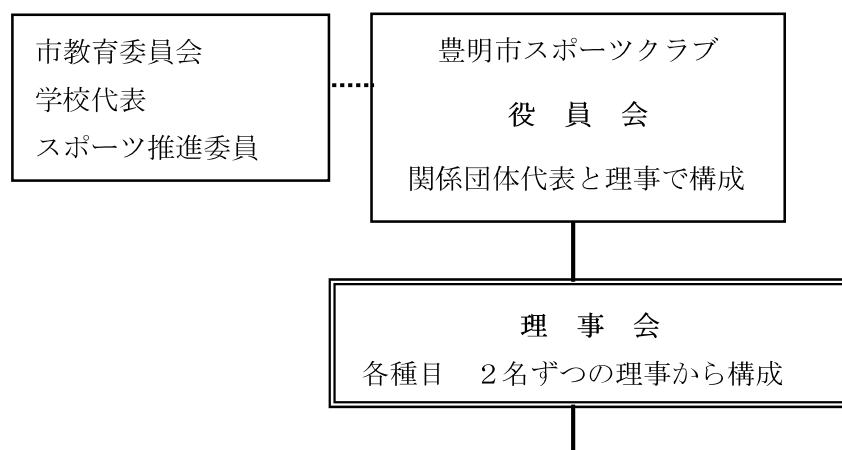 市教育委員会
学校代表
スポーツ推進委員
豊明市スポーツクラブ
役　員　会
関係団体代表と理事で構成
理　事　会
各種目　２名ずつの理事から構成